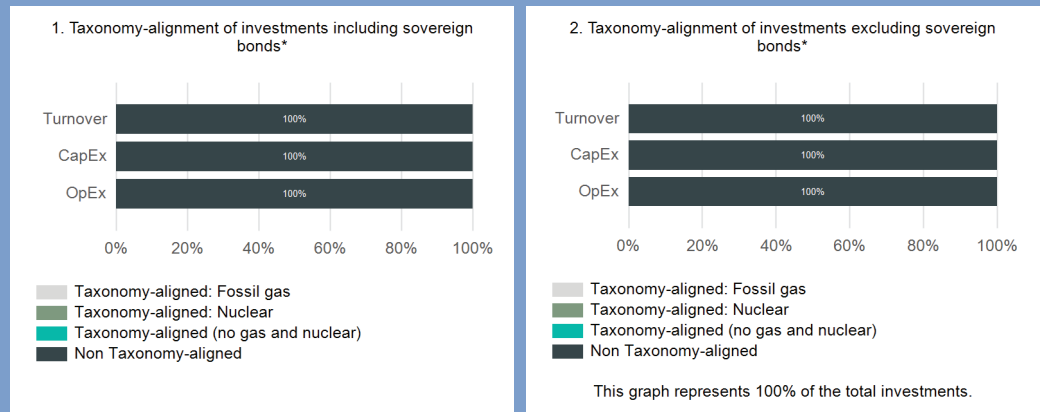 1. Taxonomy-alignment of investments including sovereign
bonds*
Turnover 100%
CapEx 100%
OpEx 100%
0% 20% 40% 60% 80% 100%
Taxonomy-aligned: Fossil gas
Taxonomy-aligned: Nuclear
Taxonomy-aligned (no gas and nuclear)
Non Taxonomy-aligned
2. Taxonomy-alignment of investments excluding sovereign
bonds*
Turnover 100%
CapEx 100%
OpEx 100%
0% 20% 40% 60% 80% 100%
Taxonomy-aligned: Fossil gas
Taxonomy-aligned: Nuclear
Taxonomy-aligned (no gas and nuclear)
Non Taxonomy-aligned
This graph represents 100% of the total investments.